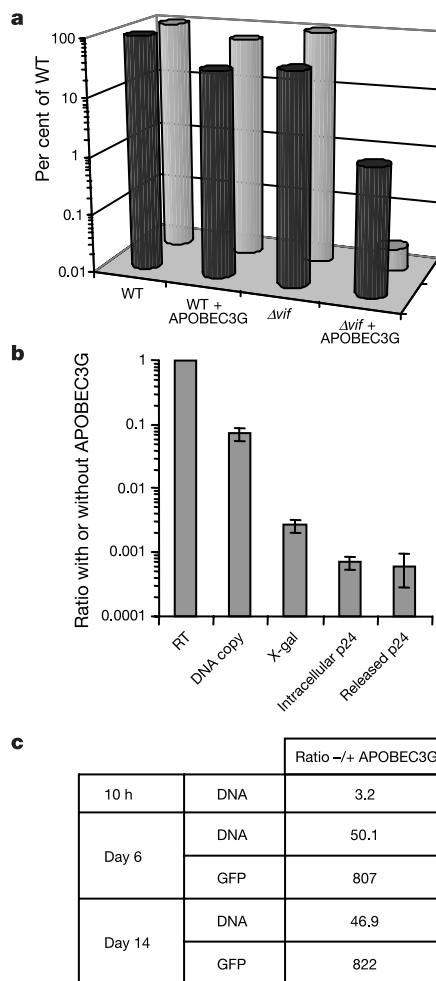 a
Per cent of WT
100
10
1
0.1
0.01
WT
WT +
APOBEC3G
Δvif
Δvif +
APOBEC3G
b
Ratio with or without APOBEC3G
1
0.1
0.01
0.001
0.0001
RT
DNA copy
X-gal
Intracellular p24
Released p24
c
Ratio –/+ APOBEC3G
10 h DNA 3.2
Day 6
DNA 50.1
GFP 807
Day 14
DNA 46.9
GFP 822